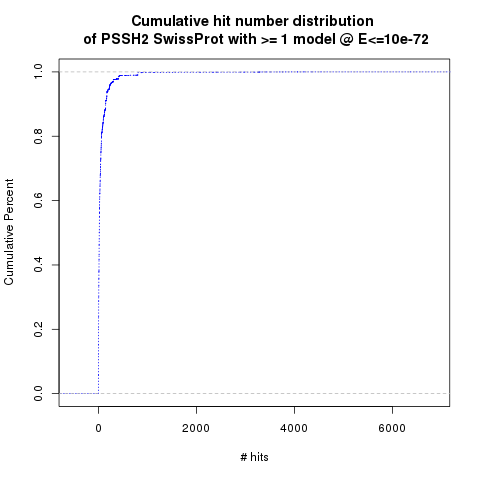 Cumulative hit number distribution
of PSSH2 SwissProt with >= 1 model @ E<=10e-72
Cumulative Percent
1.0
0.8
0.6
0.4
0.2
0.0
0 2000 4000 6000
# hits